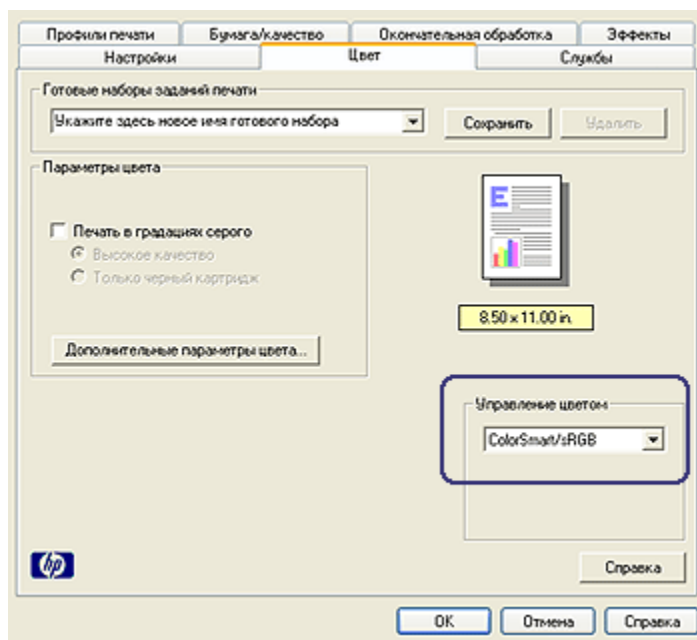 Профили печати
Бумага/качество
Окончательная обработка
Эффекты
Настройки
Цвет
Службы
Готовые наборы заданий печати
Укажите здесь новое имя готового набора
Сохранить
Удалить
Параметры цвета
Печать в градациях серого
Высокое качество
Только черный картридж
Дополнительные параметры цвета...
E
8.50 x 11.00 in.
Управление цветом
ColorSmart/sRGB
hp
Справка
OK
Отмена
Справка